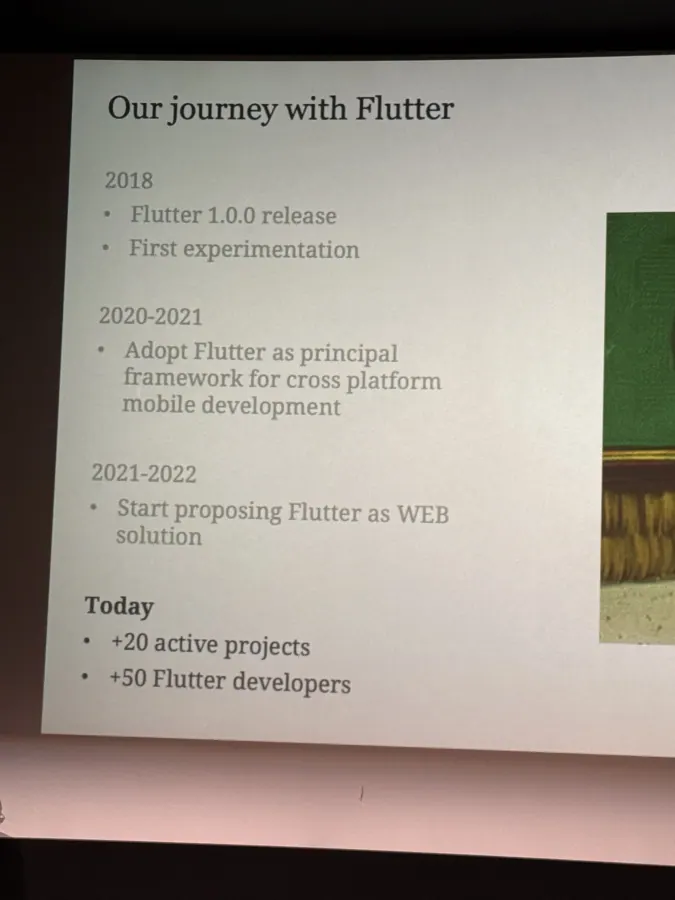 Our journey with Flutter
2018
• Flutter 1.0.0 release
• First experimentation
2020-2021
• Adopt Flutter as principal
framework for cross platform
mobile development
2021-2022
• Start proposing Flutter as WEB
solution
Today
• +20 active projects
• +50 Flutter developers